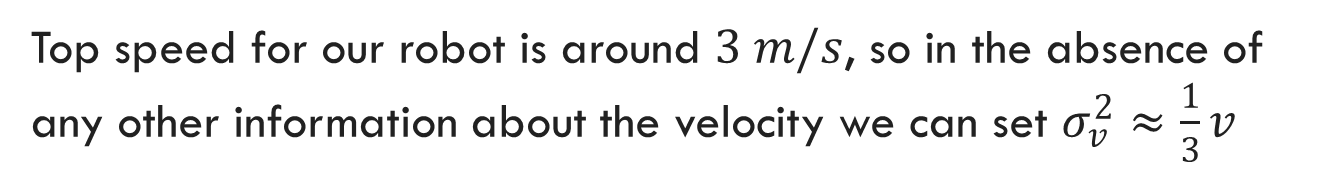 Top speed for our robot is around 3 m/s, so in the absence of
any other information about the velocity we can set σ_v^2 ≈ 1/3 v